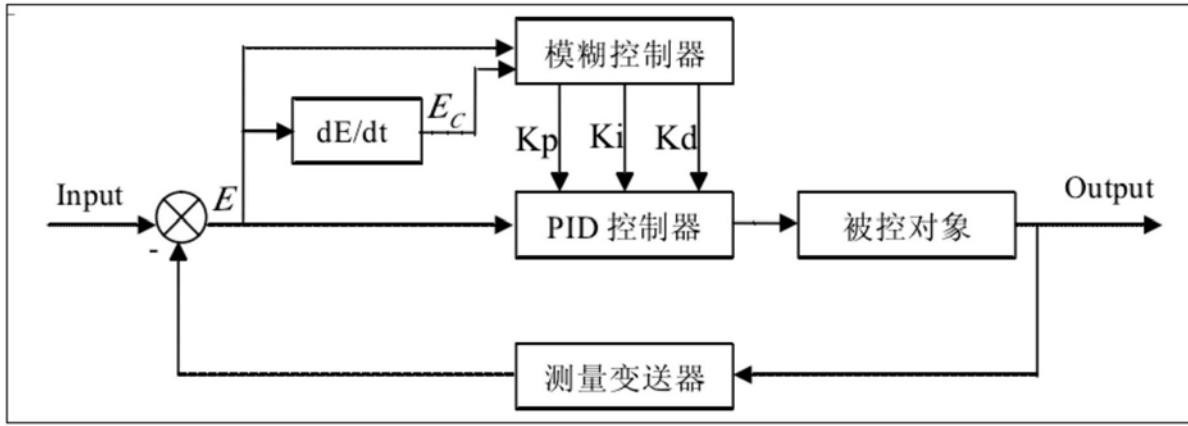 模糊控制器
dE/dt
E_C
Kp
Ki
Kd
Input
E
PID 控制器
被控对象
Output
-
测量变送器